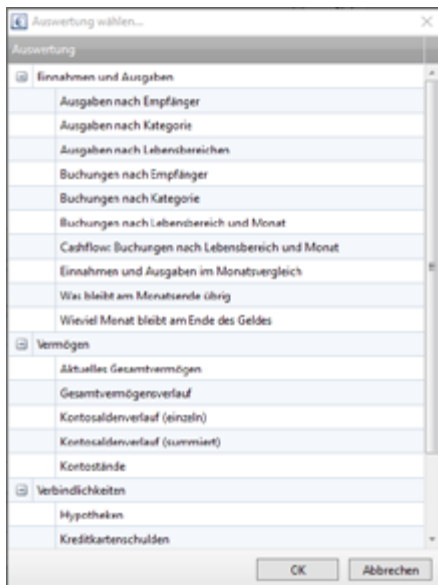 Auswertung wählen...
Auswertung
Einnahmen und Ausgaben
Ausgaben nach Empfänger
Ausgaben nach Kategorie
Ausgaben nach Lebensbereichen
Buchungen nach Empfänger
Buchungen nach Kategorie
Buchungen nach Lebensbereich und Monat
Cashflow: Buchungen nach Lebensbereich und Monat
Einnahmen und Ausgaben im Monatsvergleich
Was bleibt am Monatsende übrig
Wieviel Monat bleibt am Ende des Geldes
Vermögen
Aktuelles Gesamtvermögen
Gesamtvermögensverlauf
Kontosaldenverlauf (einzeln)
Kontosaldenverlauf (summiert)
Kontostände
Verbindlichkeiten
Hypotheken
Kreditkartenschulden
OK Abbrechen